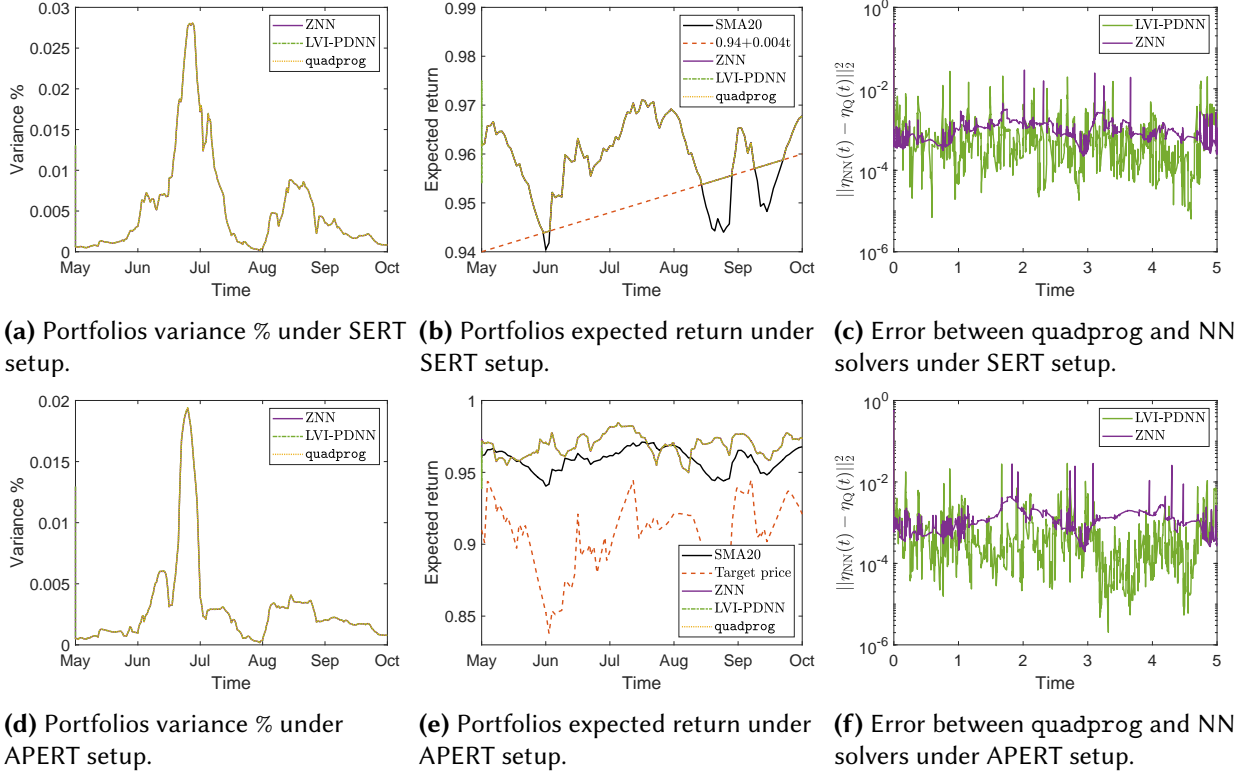 ZNN
LVI-PDNN
quadprog
0.03
0.025
0.02
0.015
0.01
0.005
0
Variance %
May Jun Jul Aug Sep Oct
Time
SMA20
0.94+0.004t
ZNN
LVI-PDNN
quadprog
0.99
0.98
0.97
0.96
0.95
0.94
Expected return
May Jun Jul Aug Sep Oct
Time
LVI-PDNN
ZNN
10^0
10^-2
10^-4
10^-6
||η_NN(t) − η_Q(t)||_2^2
0 1 2 3 4 5
Time
(a) Portfolios variance % under SERT
setup.
(b) Portfolios expected return under
SERT setup.
(c) Error between quadprog and NN
solvers under SERT setup.
ZNN
LVI-PDNN
quadprog
0.02
0.015
0.01
0.005
0
Variance %
May Jun Jul Aug Sep Oct
Time
1
0.95
0.9
0.85
Expected return
SMA20
Target price
ZNN
LVI-PDNN
quadprog
May Jun Jul Aug Sep Oct
Time
LVI-PDNN
ZNN
10^0
10^-2
10^-4
10^-6
||η_NN(t) − η_Q(t)||_2^2
0 1 2 3 4 5
Time
(d) Portfolios variance % under
APERT setup.
(e) Portfolios expected return under
APERT setup.
(f) Error between quadprog and NN
solvers under APERT setup.